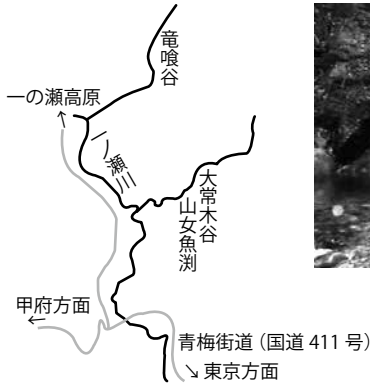 竜喰谷
一の瀬高原
一ノ瀬川
大常木谷
山女魚渕
甲府方面
青梅街道（国道 411 号）
東京方面